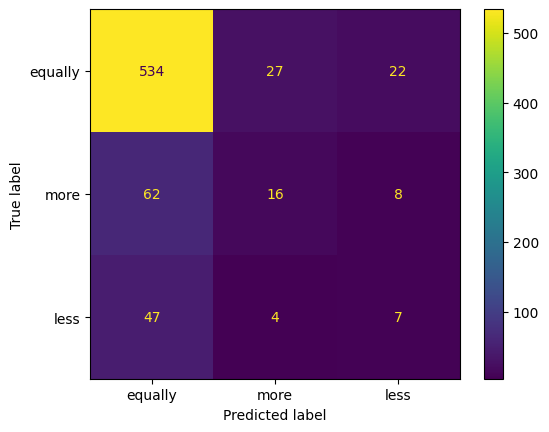 equally 534 27 22
more 62 16 8
less 47 4 7
equally more less
Predicted label
True label
500
400
300
200
100